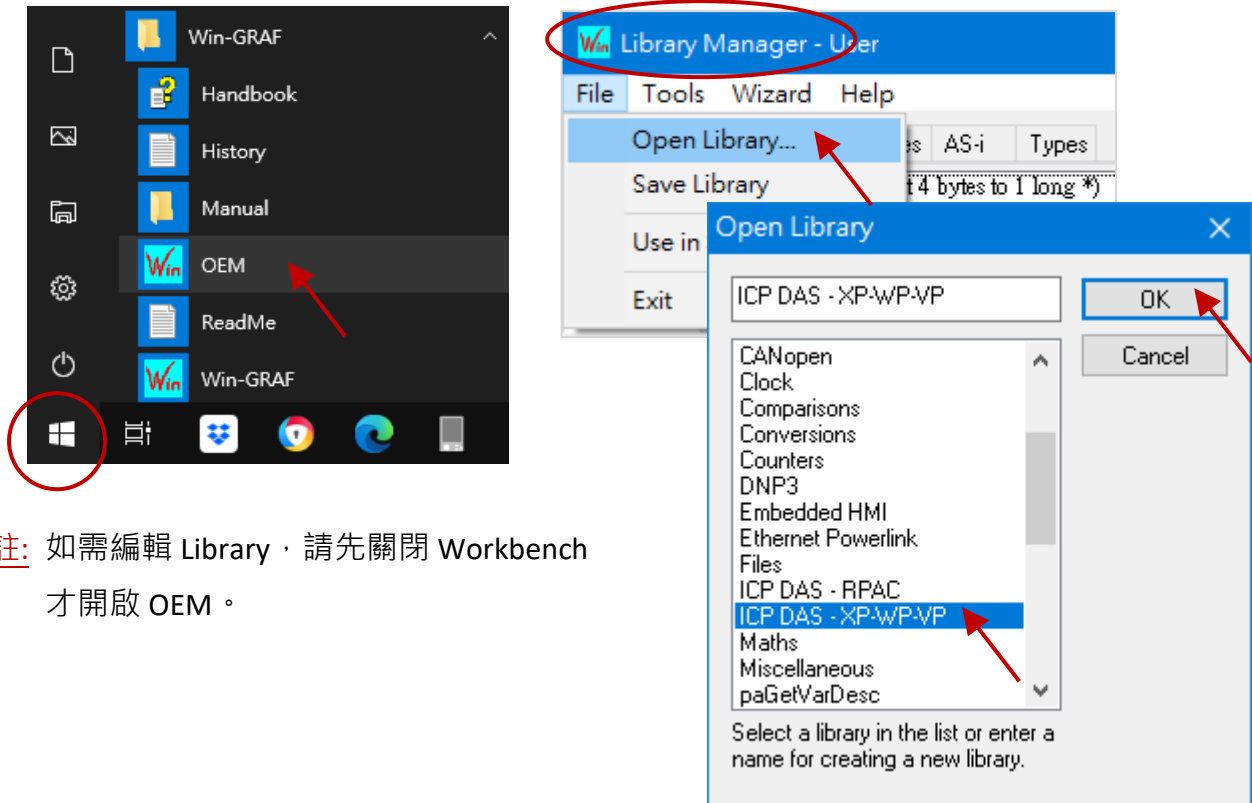 Win-GRAF
Handbook
History
Manual
Win OEM
ReadMe
Win Win-GRAF
註: 如需編輯 Library，請先關閉 Workbench
才開啟 OEM。
Win Library Manager - User
File Tools Wizard Help
Open Library...
Save Library
Use in
Exit
es AS-i Types
t 4 bytes to 1 long *)
Open Library
ICP DAS - XP-WP-VP
OK
Cancel
CANopen
Clock
Comparisons
Conversions
Counters
DNP3
Embedded HMI
Ethernet Powerlink
Files
ICP DAS - RPAC
ICP DAS - XP-WP-VP
Maths
Miscellaneous
paGetVarDesc
Select a library in the list or enter a
name for creating a new library.